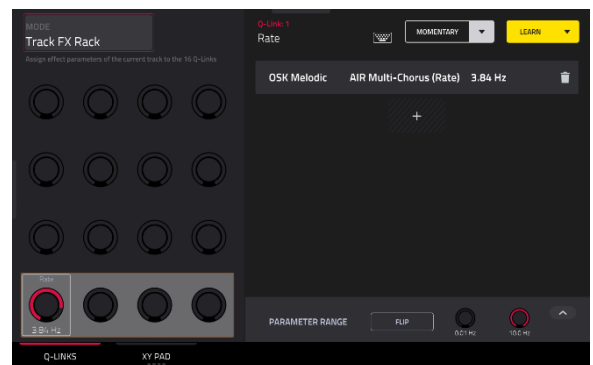 MODE
Track FX Rack
Assign effect parameters of the current track to the 16 Q-Links
Rate
3.84 Hz
Q-LINKS
XY PAD
Q-Link: 1
Rate
MOMENTARY
LEARN
OSK Melodic AIR Multi-Chorus (Rate) 3.84 Hz
+
PARAMETER RANGE
FLIP
0.01 Hz
10.0 Hz